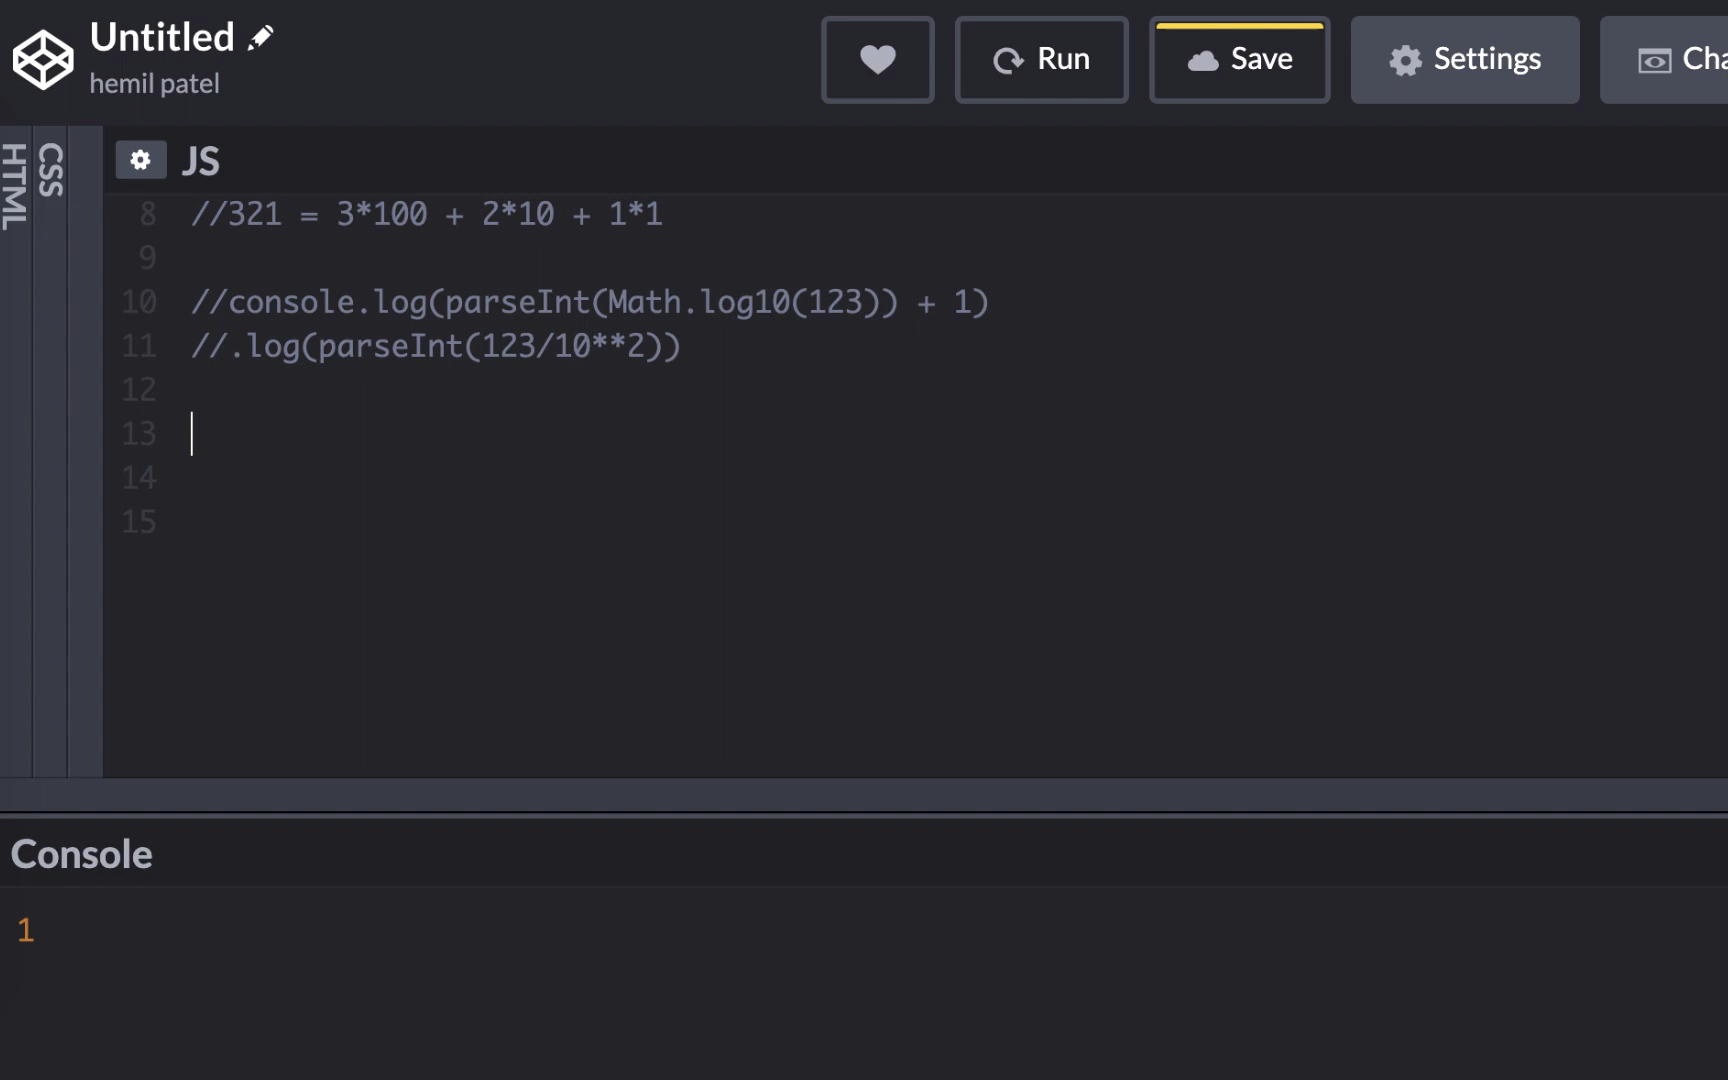 Untitled
hemil patel
Run
Save
Settings
HTML
CSS
JS
8 //321 = 3*100 + 2*10 + 1*1
9
10 //console.log(parseInt(Math.log10(123)) + 1)
11 //.log(parseInt(123/10**2))
12
13
14
15
Console
1